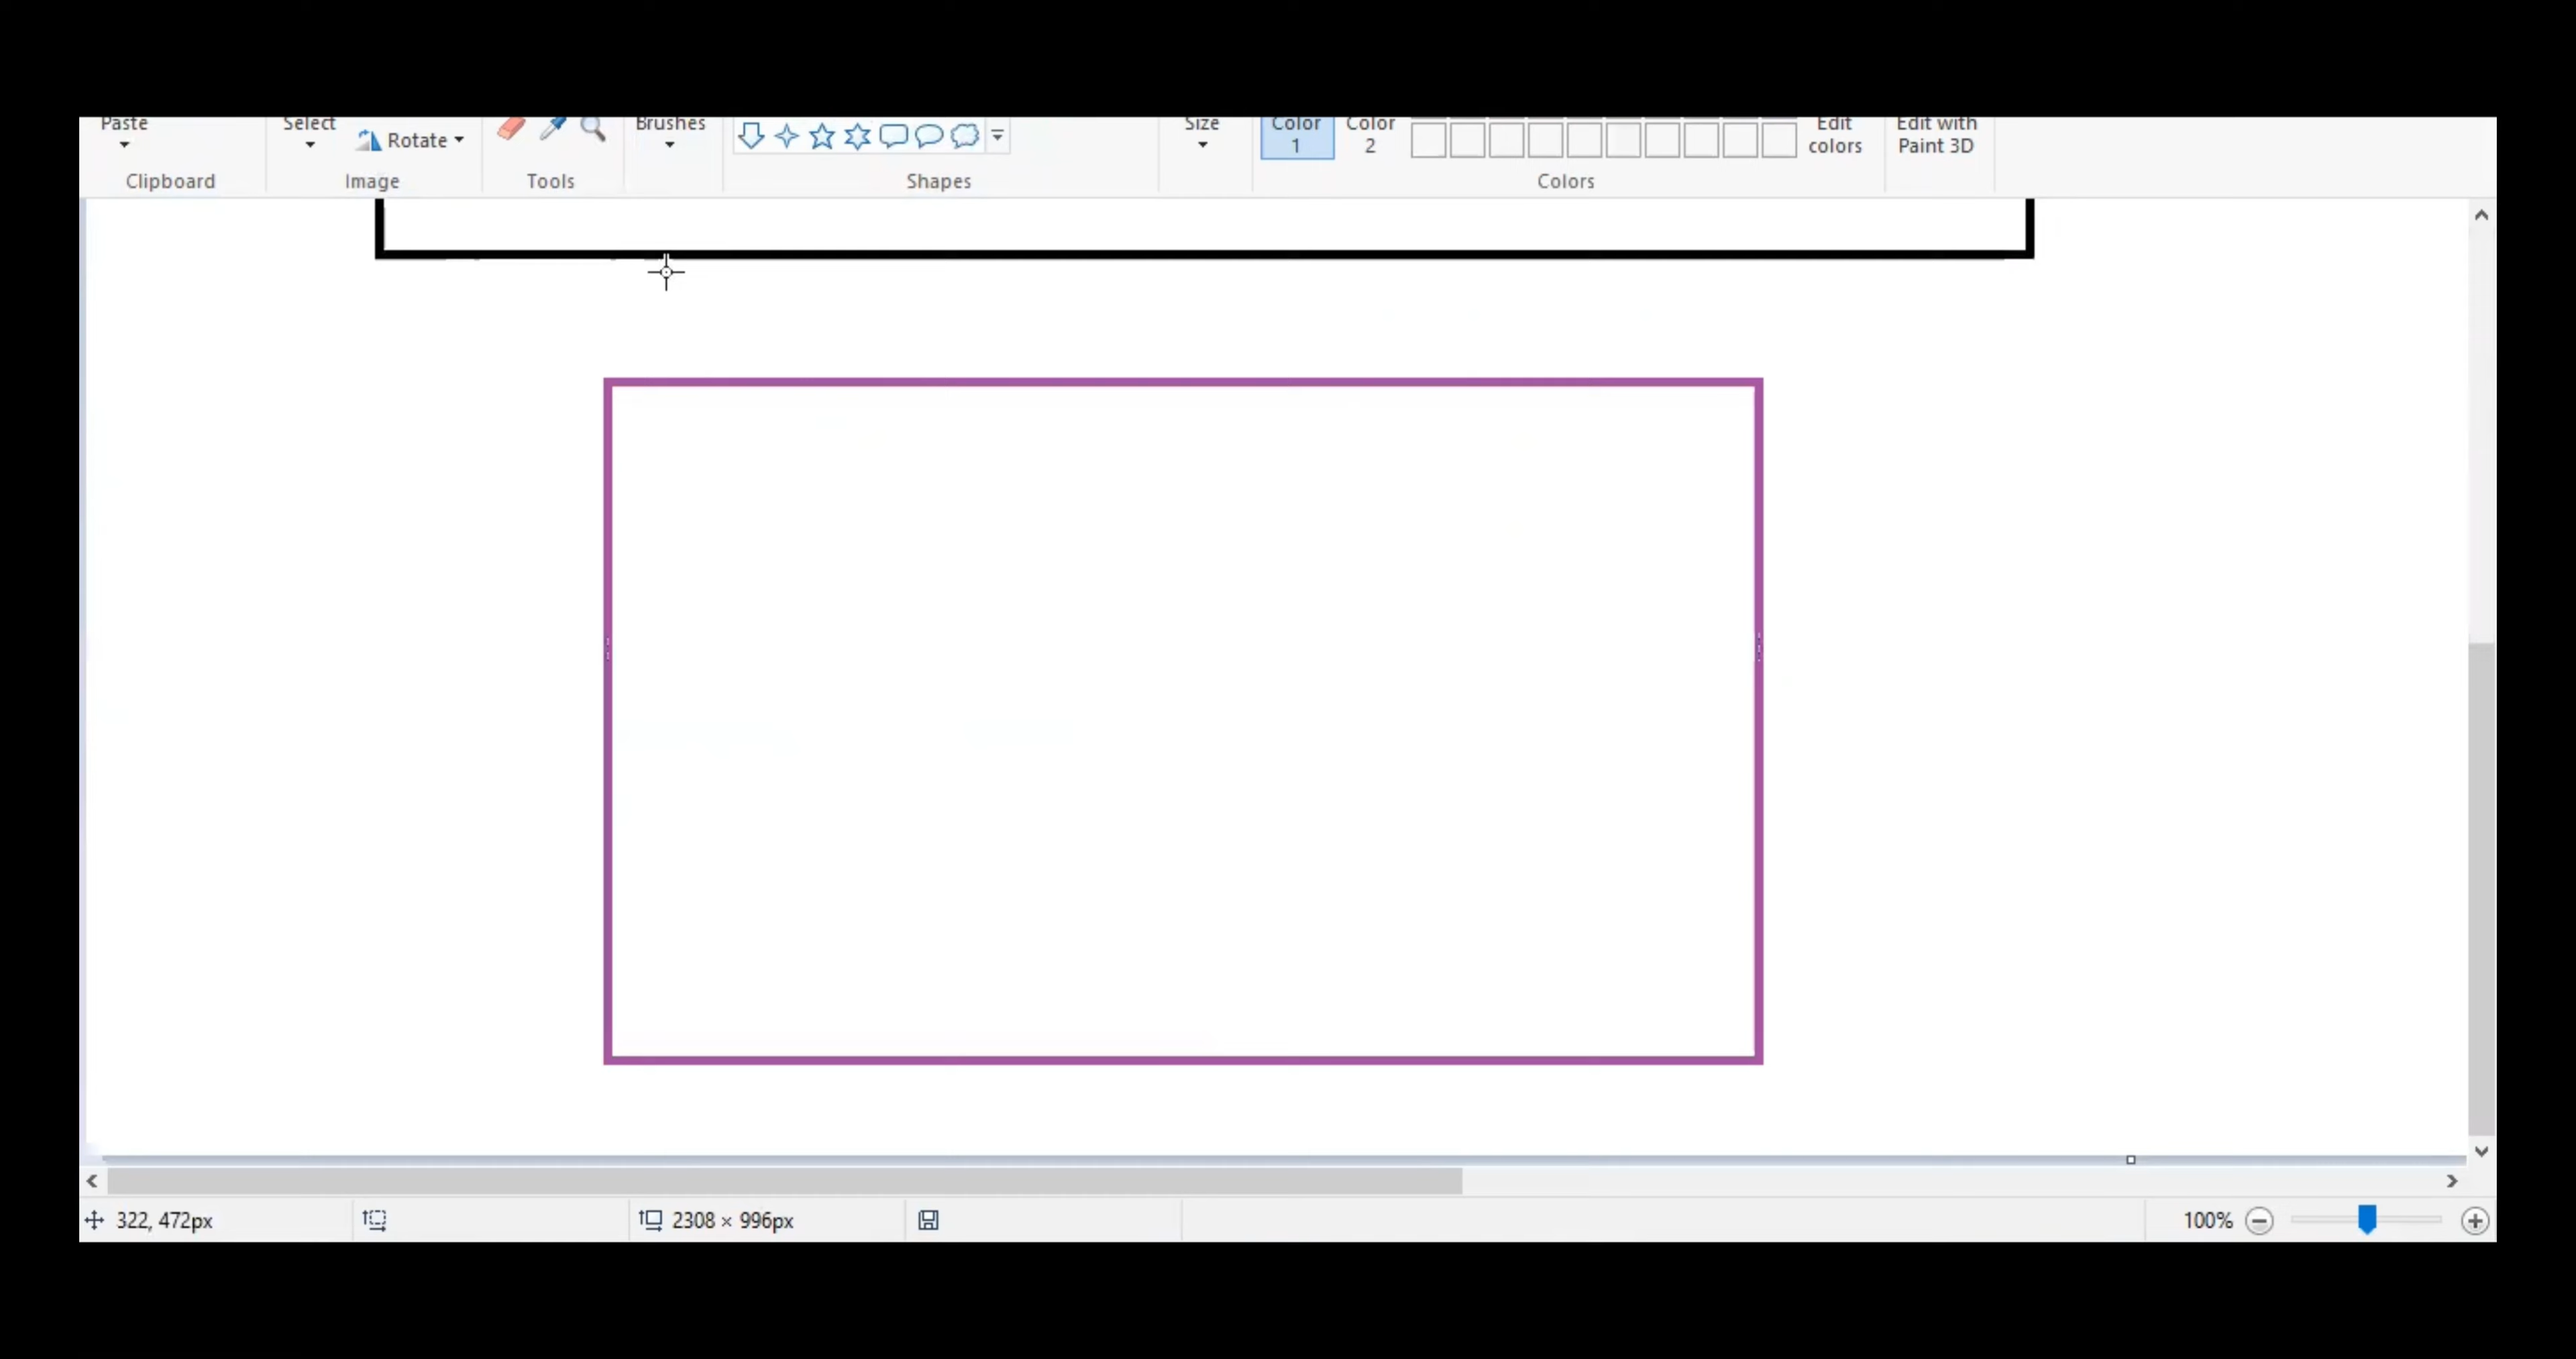 Paste Select Rotate Brushes Size Color 1 Color 2 Edit colors Edit with Paint 3D
Clipboard Image Tools Shapes Colors
322, 472px 2308 × 996px 100%